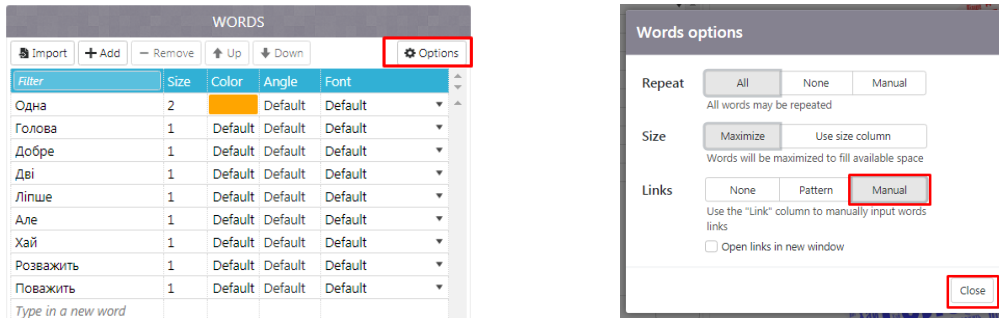 WORDS
Import Add Remove Up Down Options
Filter Size Color Angle Font
Одна 2 Default Default
Голова 1 Default Default Default
Добре 1 Default Default Default
Дві 1 Default Default Default
Ліпше 1 Default Default Default
Але 1 Default Default Default
Хай 1 Default Default Default
Розважить 1 Default Default Default
Поважить 1 Default Default Default
Type in a new word
Words options
Repeat All None Manual
All words may be repeated
Size Maximize Use size column
Words will be maximized to fill available space
Links None Pattern Manual
Use the "Link" column to manually input words
links
Open links in new window
Close